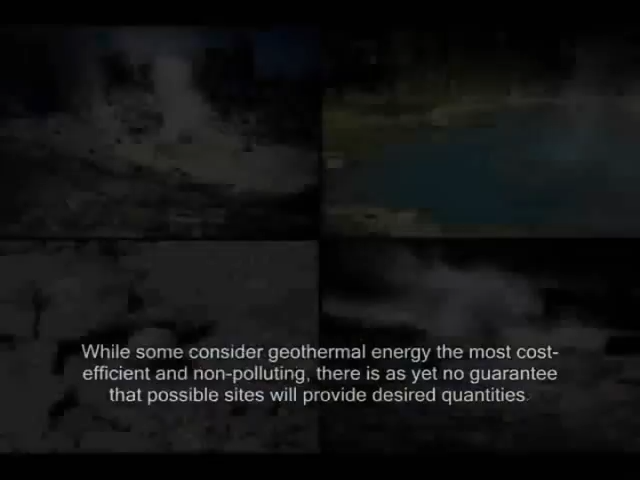 While some consider geothermal energy the most cost-
efficient and non-polluting, there is as yet no guarantee
that possible sites will provide desired quantities.